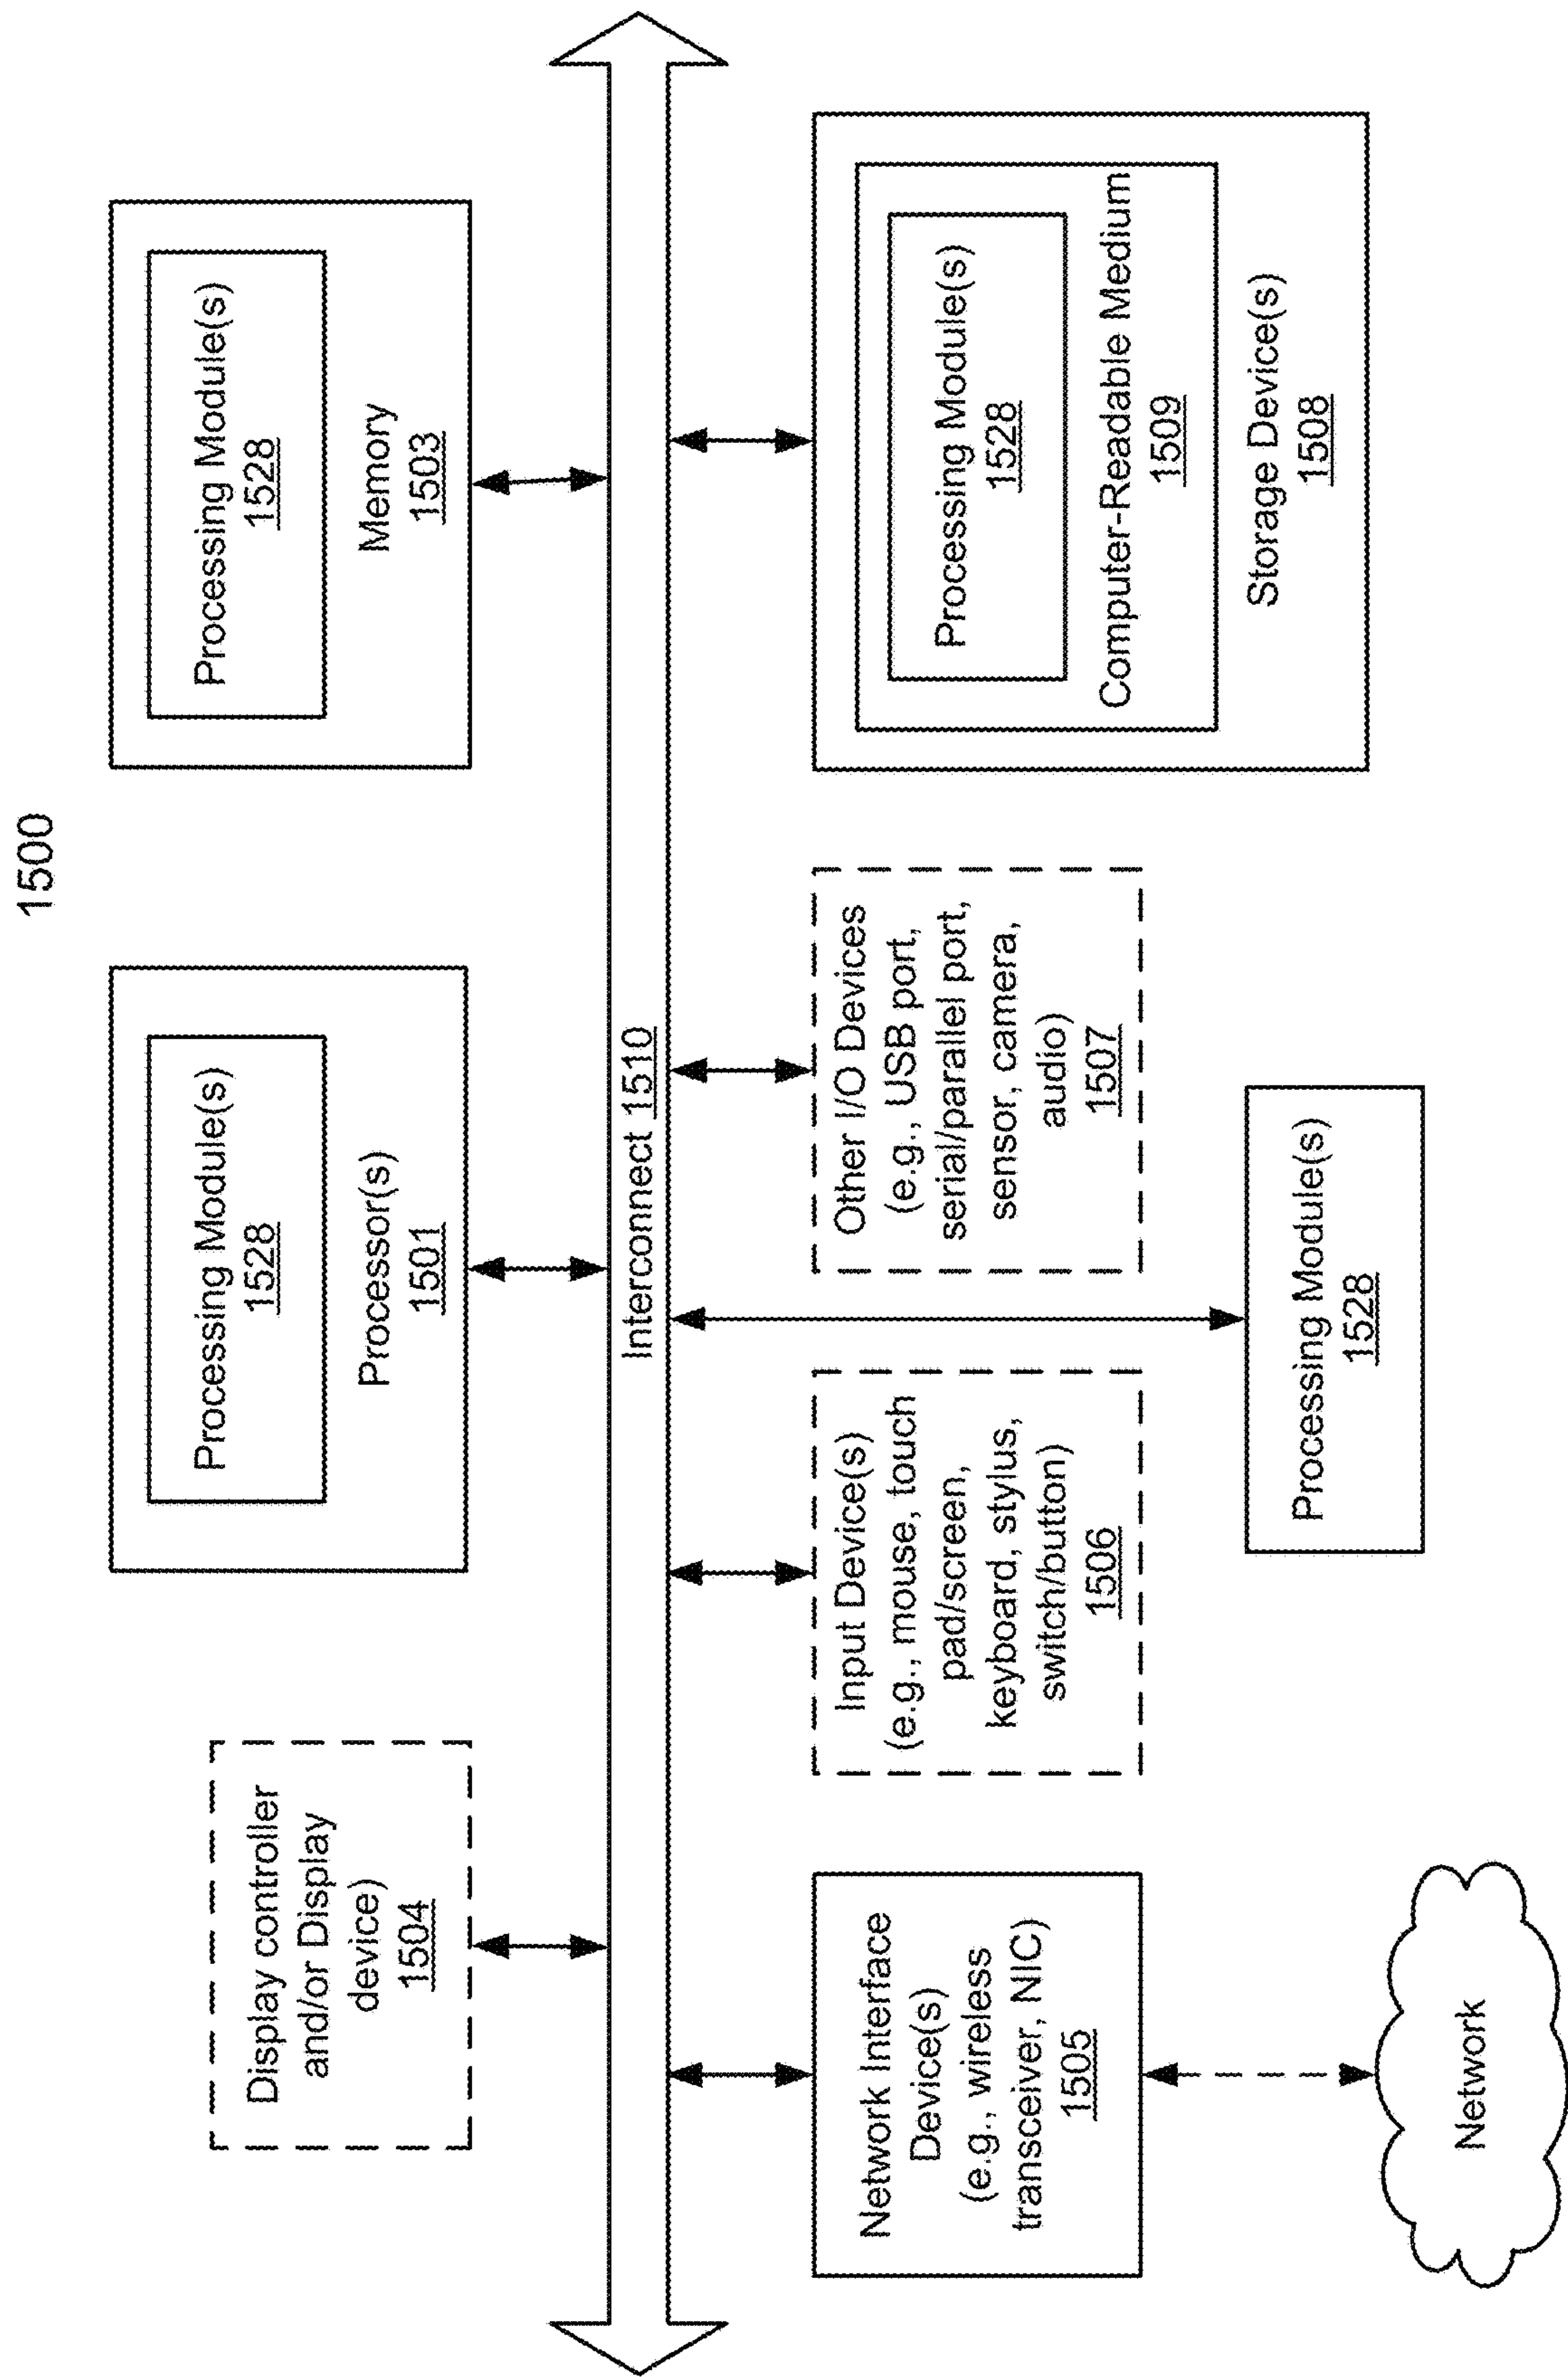 1500
Display controller
and/or Display
device)
1504
Processing Module(s)
1528
Processor(s)
1501
Processing Module(s)
1528
Memory
1503
Interconnect 1510
Network Interface
Device(s)
(e.g., wireless
transceiver, NIC)
1505
Input Device(s)
(e.g., mouse, touch
pad/screen,
keyboard, stylus,
switch/button)
1506
Other I/O Devices
(e.g., USB port,
serial/parallel port,
sensor, camera,
audio)
1507
Processing Module(s)
1528
Computer-Readable Medium
1509
Storage Device(s)
1508
Processing Module(s)
1528
Network